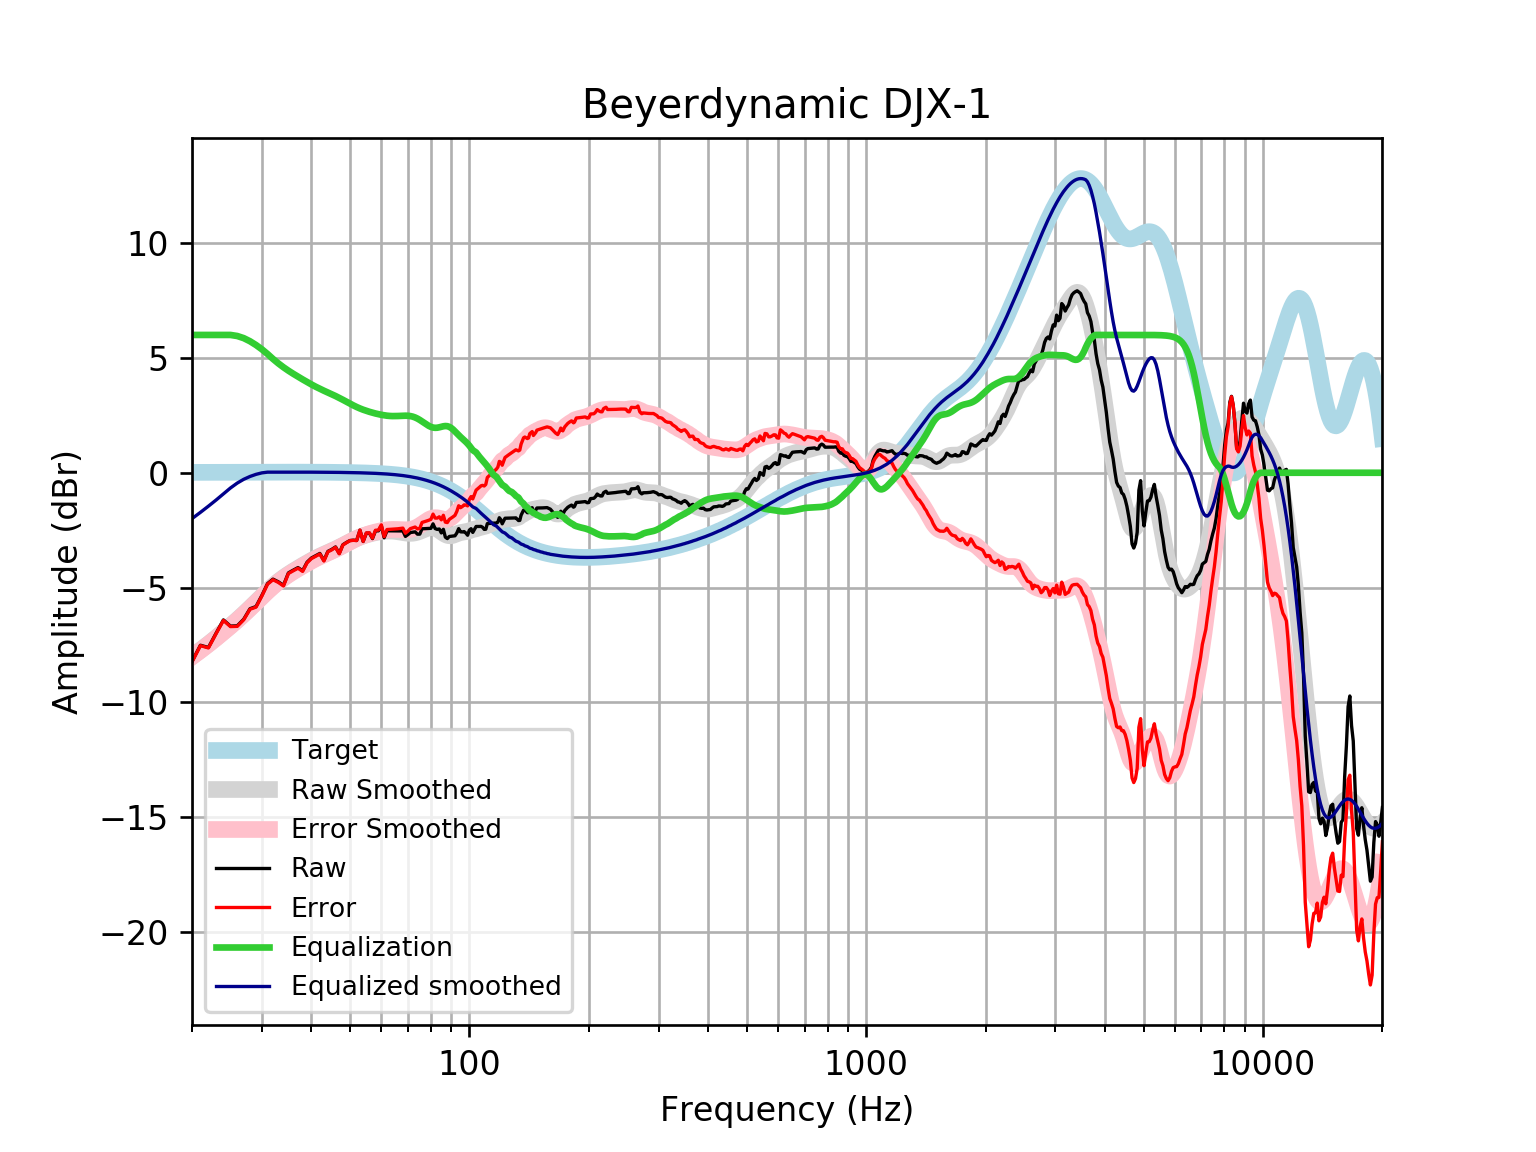 Beyerdynamic DJX-1
Amplitude (dBr)
10
5
0
−5
−10
−15
−20
Target
Raw Smoothed
Error Smoothed
Raw
Error
Equalization
Equalized smoothed
100
1000
10000
Frequency (Hz)